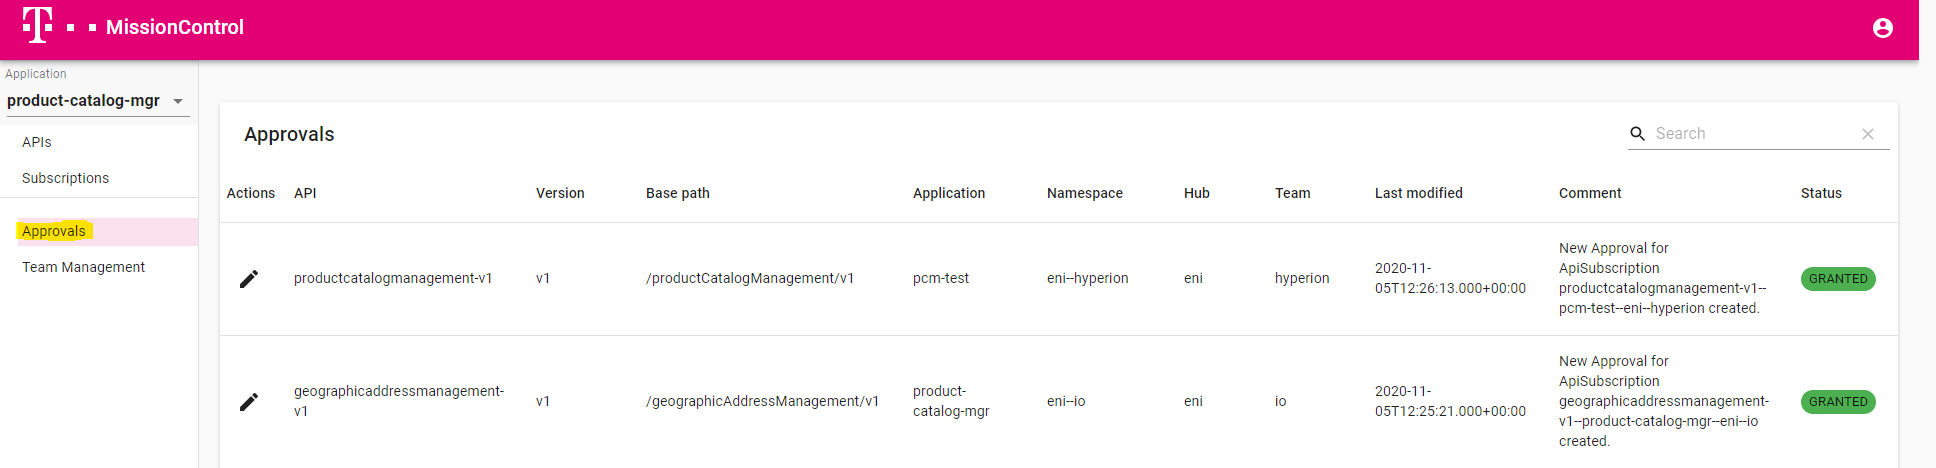 T MissionControl
Application
product-catalog-mgr
APIs
Subscriptions
Approvals
Team Management
Approvals
Search
Actions API Version Base path Application Namespace Hub Team Last modified Comment Status
productcatalogmanagement-v1 v1 /productCatalogManagement/v1 pcm-test eni--hyperion eni hyperion
2020-11-
05T12:26:13.000+00:00
New Approval for
ApiSubscription
productcatalogmanagement-v1--
pcm-test--eni--hyperion created.
GRANTED
geographicaddressmanagement-
v1
v1 /geographicAddressManagement/v1
product-
catalog-mgr
eni--io eni io
2020-11-
05T12:25:21.000+00:00
New Approval for
ApiSubscription
geographicaddressmanagement-
v1--product-catalog-mgr--eni--io
created.
GRANTED